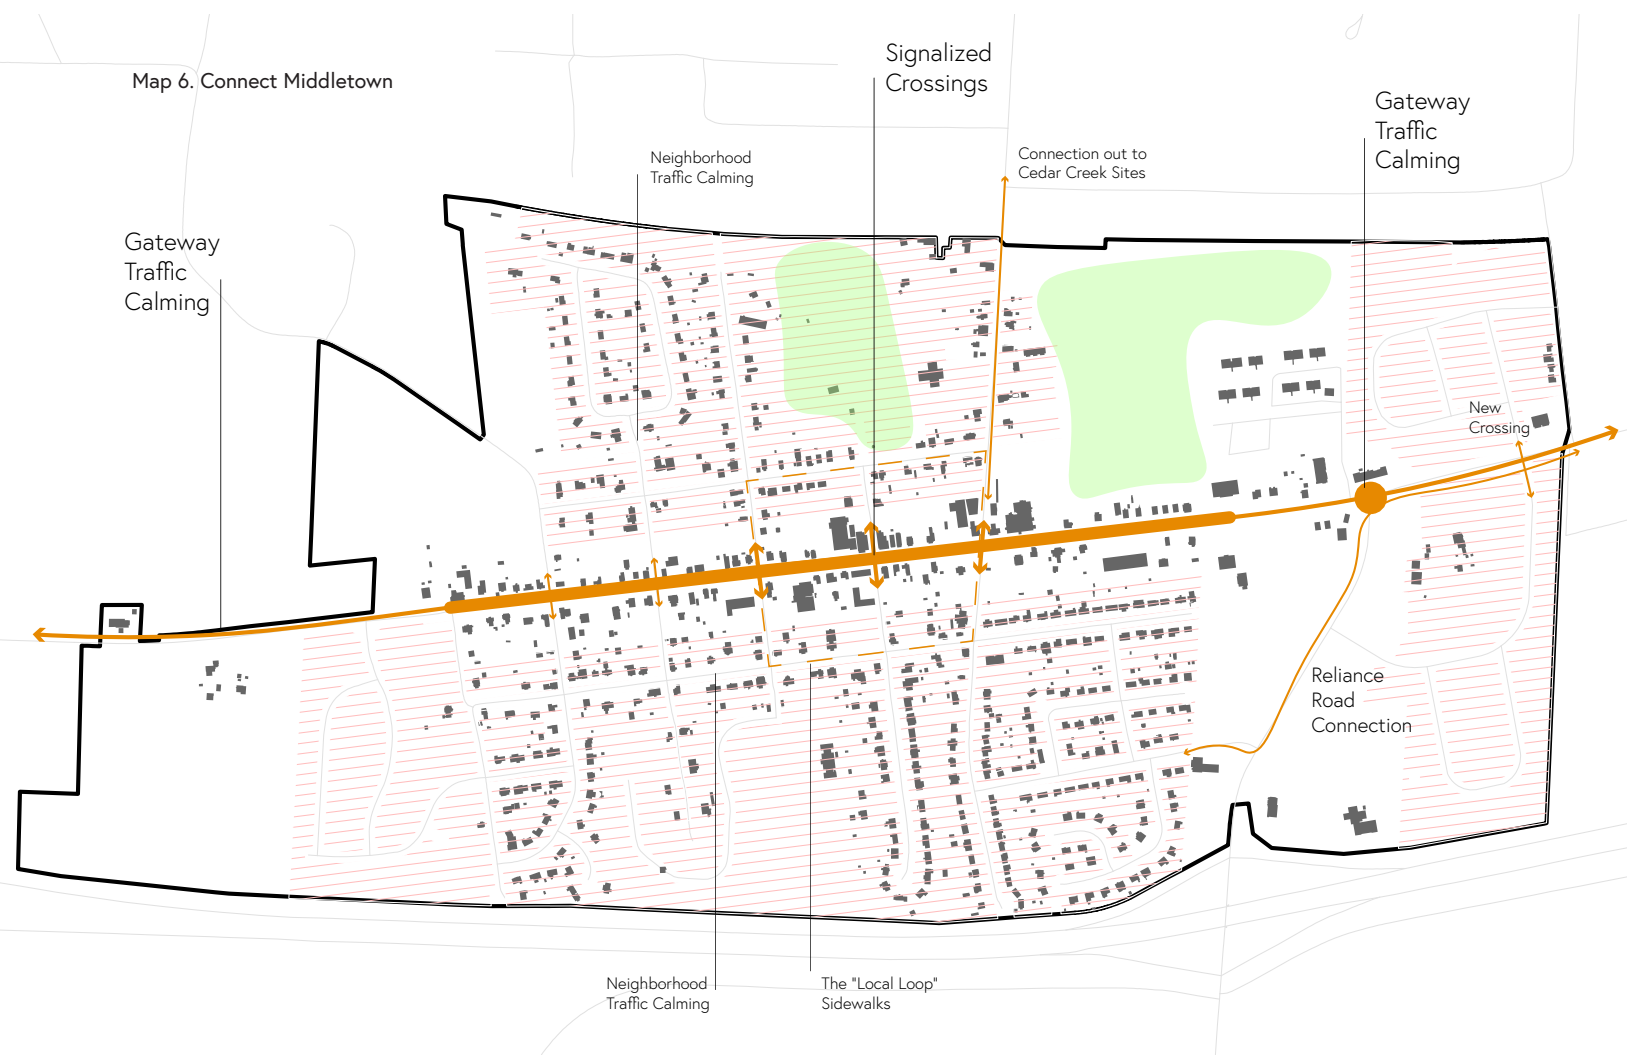 Map 6. Connect Middletown
Signalized
Crossings
Gateway
Traffic
Calming
Neighborhood
Traffic Calming
Connection out to
Cedar Creek Sites
Gateway
Traffic
Calming
New
Crossing
Reliance
Road
Connection
Neighborhood
Traffic Calming
The "Local Loop"
Sidewalks